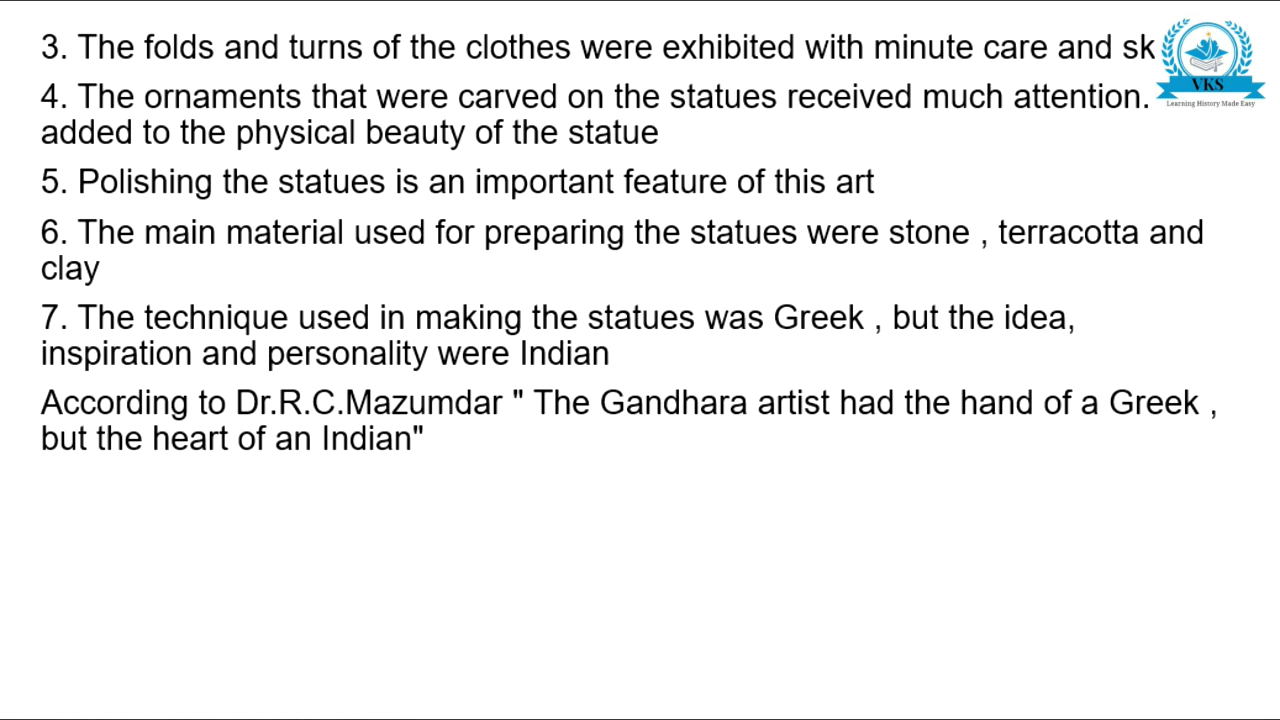 3. The folds and turns of the clothes were exhibited with minute care and sk
4. The ornaments that were carved on the statues received much attention.
added to the physical beauty of the statue
5. Polishing the statues is an important feature of this art
6. The main material used for preparing the statues were stone , terracotta and
clay
7. The technique used in making the statues was Greek , but the idea,
inspiration and personality were Indian
According to Dr.R.C.Mazumdar " The Gandhara artist had the hand of a Greek ,
but the heart of an Indian"
VKS
Learning History Made Easy